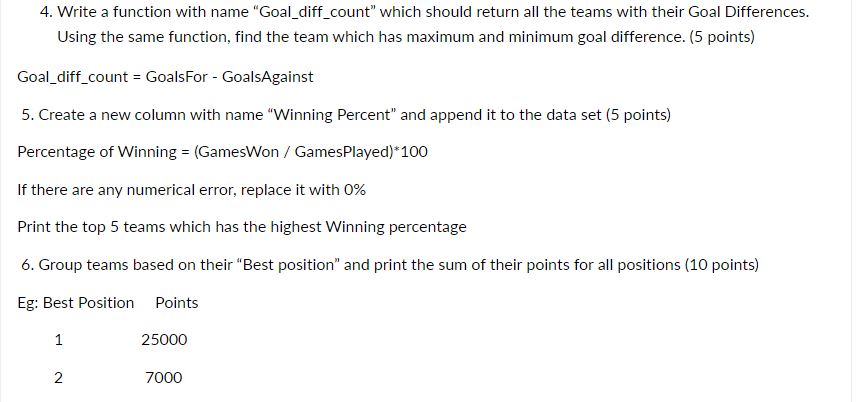 4. Write a function with name “Goal_diff_count” which should return all the teams with their Goal Differences.
Using the same function, find the team which has maximum and minimum goal difference. (5 points)
Goal_diff_count = GoalsFor - GoalsAgainst
5. Create a new column with name “Winning Percent” and append it to the data set (5 points)
Percentage of Winning = (GamesWon / GamesPlayed)*100
If there are any numerical error, replace it with 0%
Print the top 5 teams which has the highest Winning percentage
6. Group teams based on their “Best position” and print the sum of their points for all positions (10 points)
Eg: Best Position Points
1 25000
2 7000